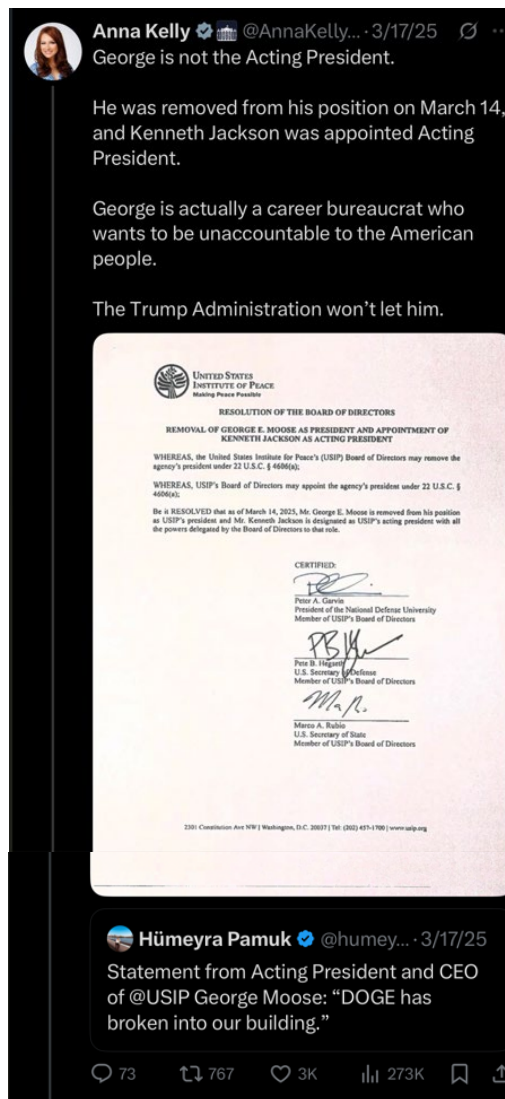 Anna Kelly @AnnaKelly... · 3/17/25
George is not the Acting President.
He was removed from his position on March 14,
and Kenneth Jackson was appointed Acting
President.
George is actually a career bureaucrat who
wants to be unaccountable to the American
people.
The Trump Administration won't let him.
UNITED STATES
INSTITUTE OF PEACE
Making Peace Possible
RESOLUTION OF THE BOARD OF DIRECTORS
REMOVAL OF GEORGE E. MOOSE AS PRESIDENT AND APPOINTMENT OF
KENNETH JACKSON AS ACTING PRESIDENT
WHEREAS, the United States Institute for Peace's (USIP) Board of Directors may remove the
agency's president under 22 U.S.C. § 4606(a);
WHEREAS, USIP's Board of Directors may appoint the agency's president under 22 U.S.C. §
4606(a);
Be it RESOLVED that as of March 14, 2025, Mr. George E. Moose is removed from his position
as USIP's president and Mr. Kenneth Jackson is designated as USIP's acting president with all
the powers delegated by the Board of Directors to that role.
CERTIFIED:
Peter A. Garvin
President of the National Defense University
Member of USIP's Board of Directors
Pete B. Hegseth
U.S. Secretary of Defense
Member of USIP's Board of Directors
Marco A. Rubio
U.S. Secretary of State
Member of USIP's Board of Directors
2301 Constitution Ave NW | Washington, D.C. 20037 | Tel: (202) 457-1700 | www.usip.org
Hümeyra Pamuk @humey... · 3/17/25
Statement from Acting President and CEO
of @USIP George Moose: “DOGE has
broken into our building.”
73 767 3K 273K